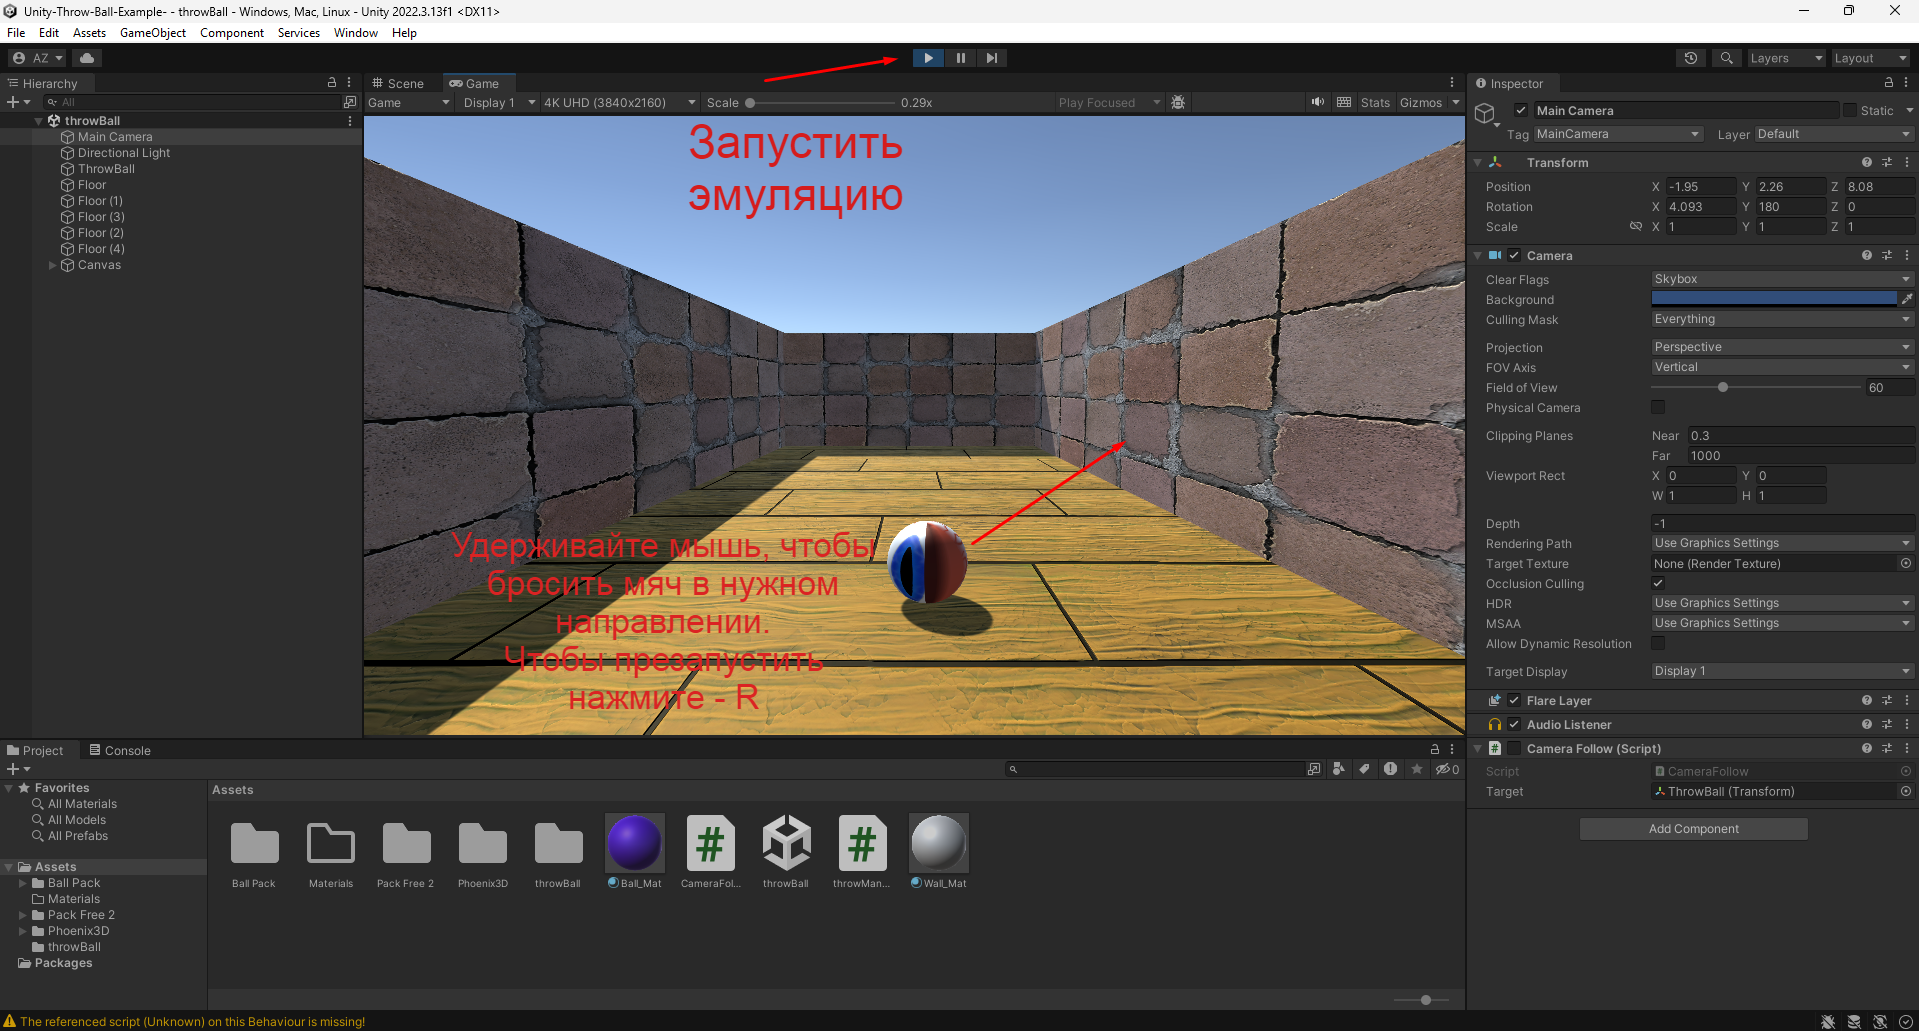 Unity-Throw-Ball-Example- - throwBall - Windows, Mac, Linux - Unity 2022.3.13f1 <DX11>
File Edit Assets GameObject Component Services Window Help
AZ
Layers
Layout
Hierarchy
All
throwBall
Main Camera
Directional Light
ThrowBall
Floor
Floor (1)
Floor (3)
Floor (2)
Floor (4)
Canvas
Scene Game
Game Display 1 4K UHD (3840x2160) Scale 0.29x Play Focused Stats Gizmos
Запустить
эмуляцию
Удерживайте мышь, чтобы
бросить мяч в нужном
направлении.
Чтобы презапустить
нажмите - R
Inspector
Main Camera Static
Tag MainCamera Layer Default
Transform
Position X -1.95 Y 2.26 Z 8.08
Rotation X 4.093 Y 180 Z 0
Scale X 1 Y 1 Z 1
Camera
Clear Flags Skybox
Background
Culling Mask Everything
Projection Perspective
FOV Axis Vertical
Field of View 60
Physical Camera
Clipping Planes Near 0.3
Far 1000
Viewport Rect X 0 Y 0
W 1 H 1
Depth -1
Rendering Path Use Graphics Settings
Target Texture None (Render Texture)
Occlusion Culling
HDR Use Graphics Settings
MSAA Use Graphics Settings
Allow Dynamic Resolution
Target Display Display 1
Flare Layer
Audio Listener
# Camera Follow (Script)
Script CameraFollow
Target ThrowBall (Transform)
Add Component
Project Console
0
Favorites
All Materials
All Models
All Prefabs
Assets
Ball Pack
Materials
Pack Free 2
Phoenix3D
throwBall
Packages
Assets
Ball Pack Materials Pack Free 2 Phoenix3D throwBall Ball_Mat CameraFol... throwBall throwMan... Wall_Mat
The referenced script (Unknown) on this Behaviour is missing!